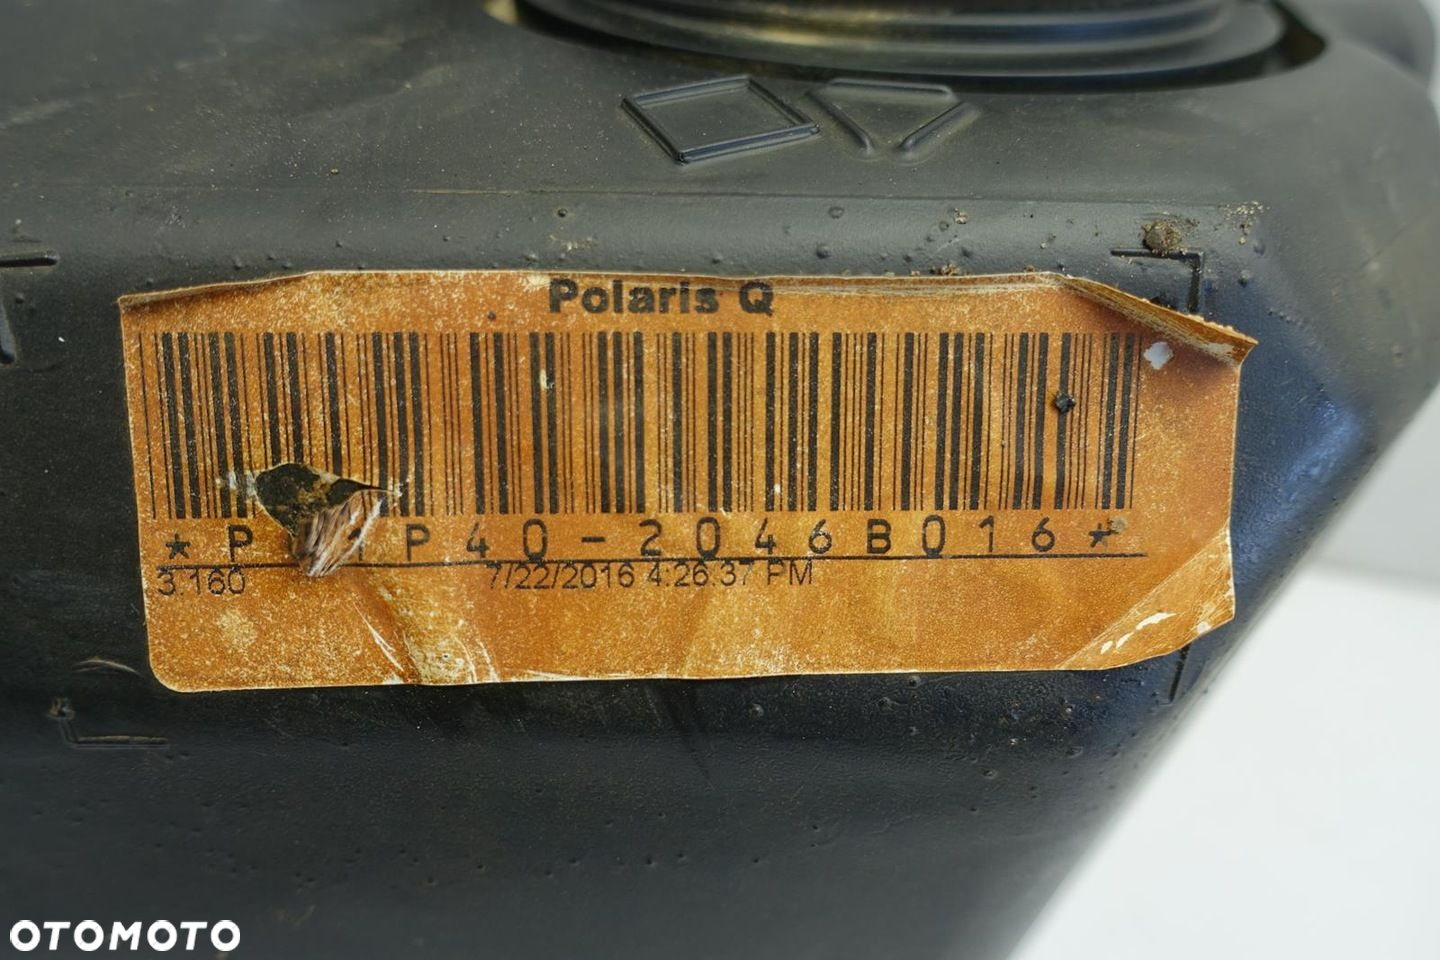 Polaris Q
P40-2046B016*
3.160 7/22/2016 4:26:37 PM
OTOMOTO